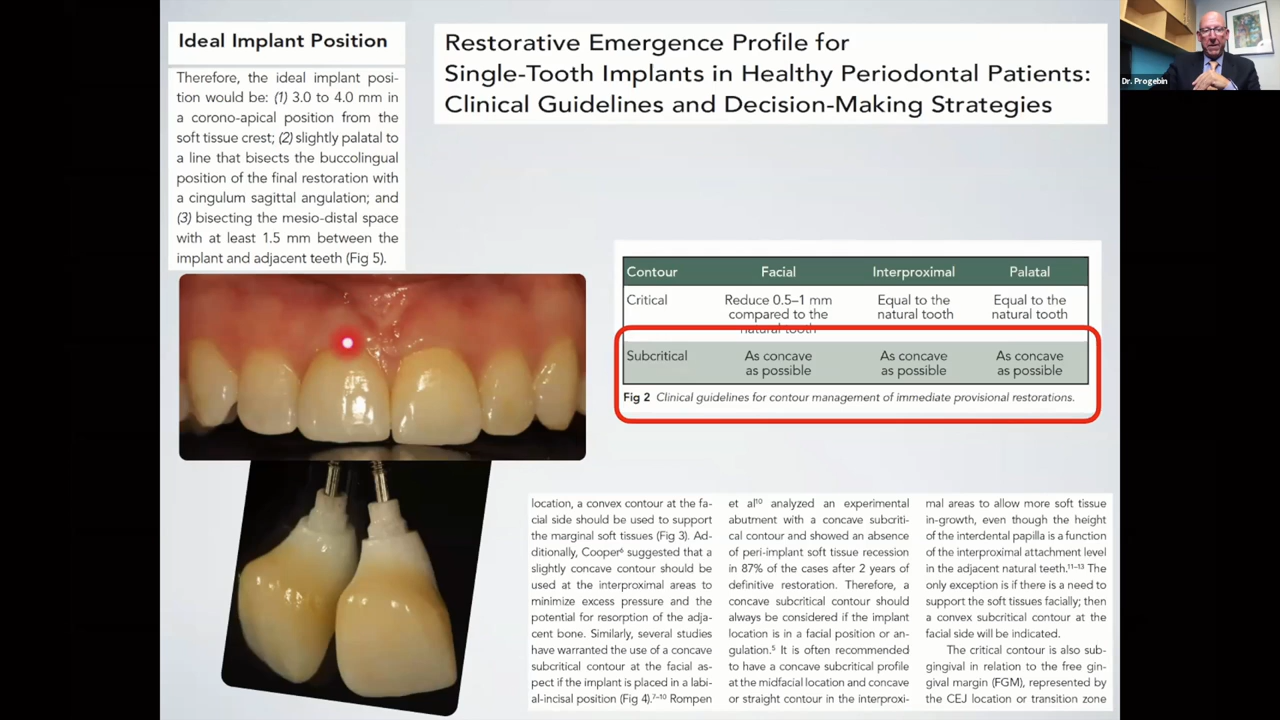 Ideal Implant Position
Therefore, the ideal implant posi-
tion would be: (1) 3.0 to 4.0 mm in
a corono-apical position from the
soft tissue crest; (2) slightly palatal to
a line that bisects the buccolingual
position of the final restoration with
a cingulum sagittal angulation; and
(3) bisecting the mesio-distal space
with at least 1.5 mm between the
implant and adjacent teeth (Fig 5).
Restorative Emergence Profile for
Single-Tooth Implants in Healthy Periodontal Patients:
Clinical Guidelines and Decision-Making Strategies
Dr. Progebin
Contour Facial Interproximal Palatal
Critical Reduce 0.5–1 mm compared to the natural tooth Equal to the natural tooth Equal to the natural tooth
Subcritical As concave as possible As concave as possible As concave as possible
Fig 2 Clinical guidelines for contour management of immediate provisional restorations.
location, a convex contour at the fa-
cial side should be used to support
the marginal soft tissues (Fig 3). Ad-
ditionally, Cooper6 suggested that a
slightly concave contour should be
used at the interproximal areas to
minimize excess pressure and the
potential for resorption of the adja-
cent bone. Similarly, several studies
have warranted the use of a concave
subcritical contour at the facial as-
pect if the implant is placed in a labi-
al-incisal position (Fig 4).7–10 Rompen
et al10 analyzed an experimental
abutment with a concave subcriti-
cal contour and showed an absence
of peri-implant soft tissue recession
in 87% of the cases after 2 years of
definitive restoration. Therefore, a
concave subcritical contour should
always be considered if the implant
location is in a facial position or an-
gulation.5 It is often recommended
to have a concave subcritical profile
at the midfacial location and concave
or straight contour in the interproxi-
mal areas to allow more soft tissue
in-growth, even though the height
of the interdental papilla is a function
of the interproximal attachment level
in the adjacent natural teeth.11–13 The
only exception is if there is a need to
support the soft tissues facially; then
a convex subcritical contour at the
facial side will be indicated.
The critical contour is also sub-
gingival in relation to the free gin-
gival margin (FGM), represented by
the CEJ location or transition zone